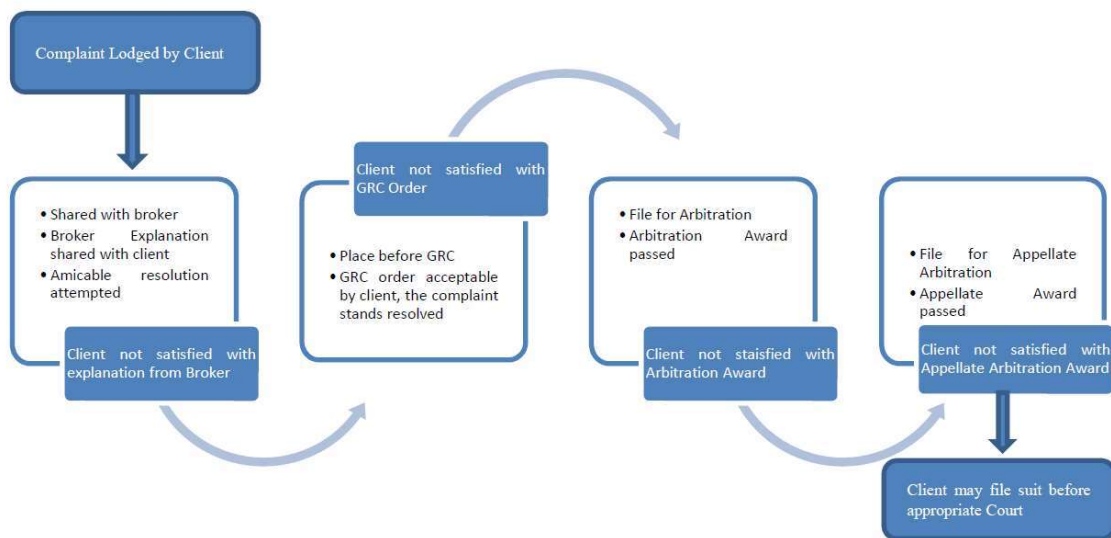 Complaint Lodged by Client
• Shared with broker
• Broker Explanation
shared with client
• Amicable resolution
attempted
Client not satisfied with
explanation from Broker
Client not satisfied with
GRC Order
• Place before GRC
• GRC order acceptable
by client, the complaint
stands resolved
• File for Arbitration
• Arbitration Award
passed
Client not staisfied with
Arbitration Award
• File for Appellate
Arbitration
• Appellate Award
passed
Client not satisfied with
Appellate Arbitration Award
Client may file suit before
appropriate Court